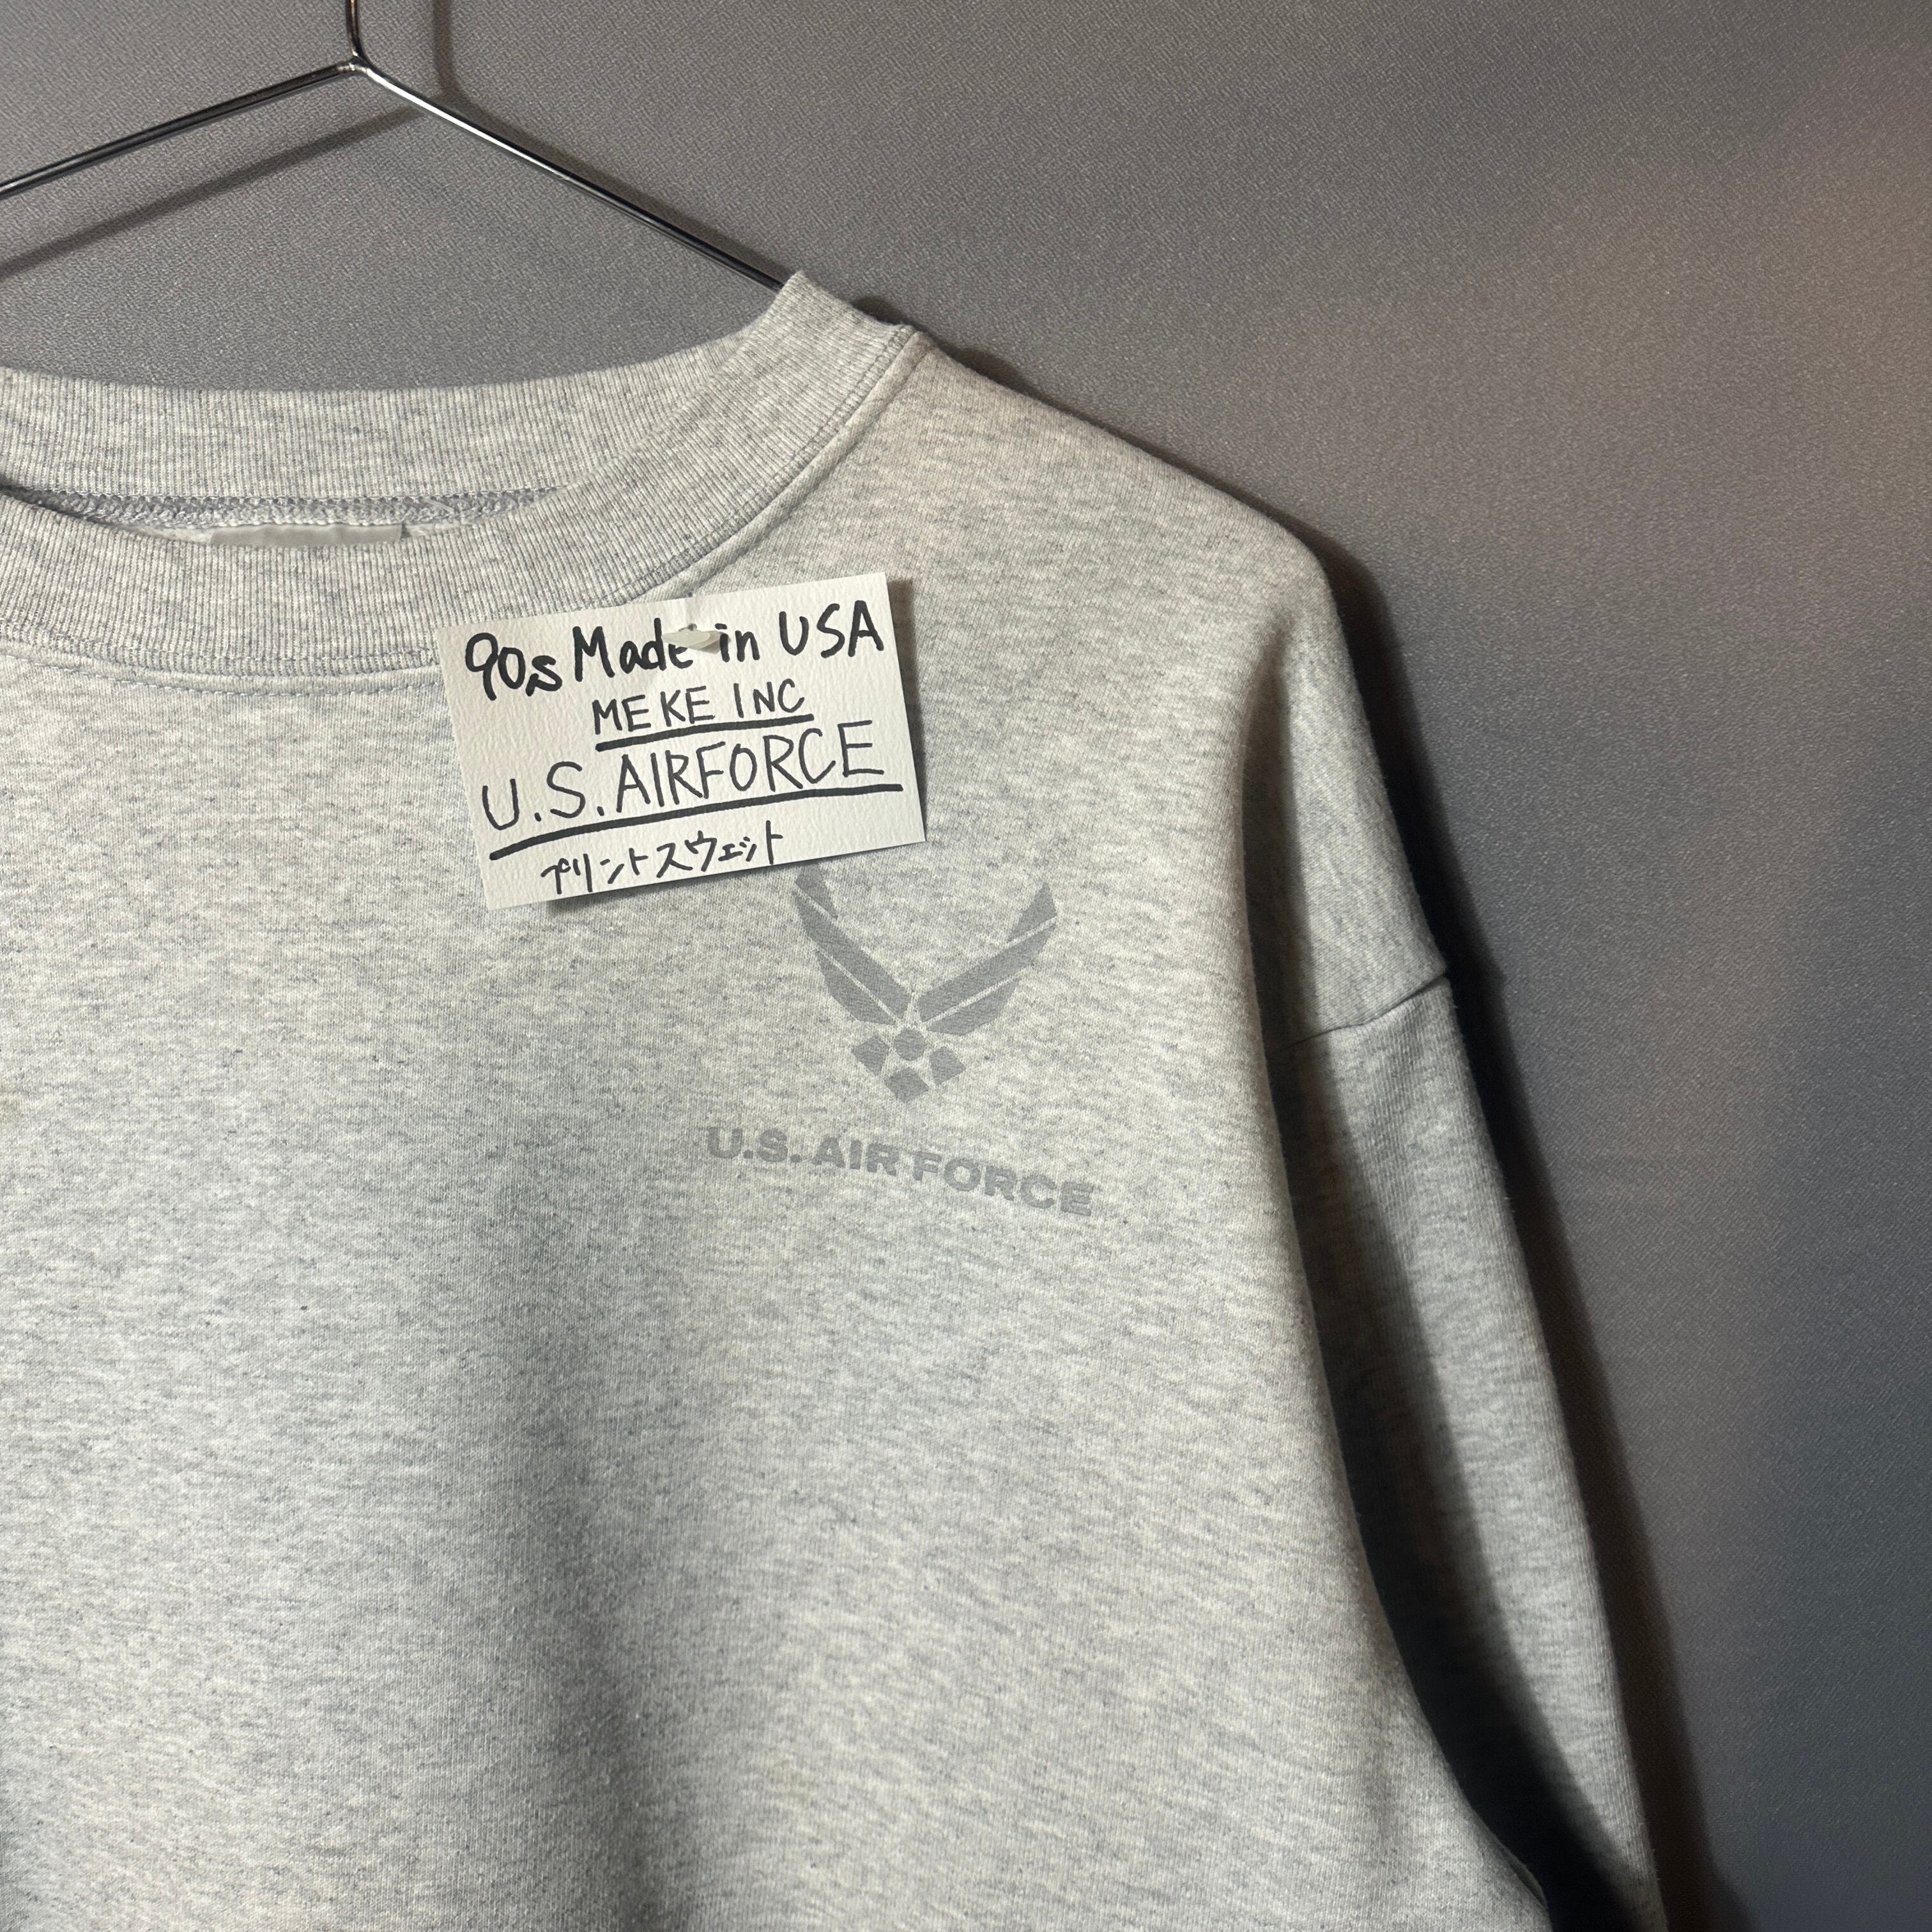 90s Made in USA
MEKE INC
U.S.AIRFORCE
プリントスウェット
U.S. AIR FORCE